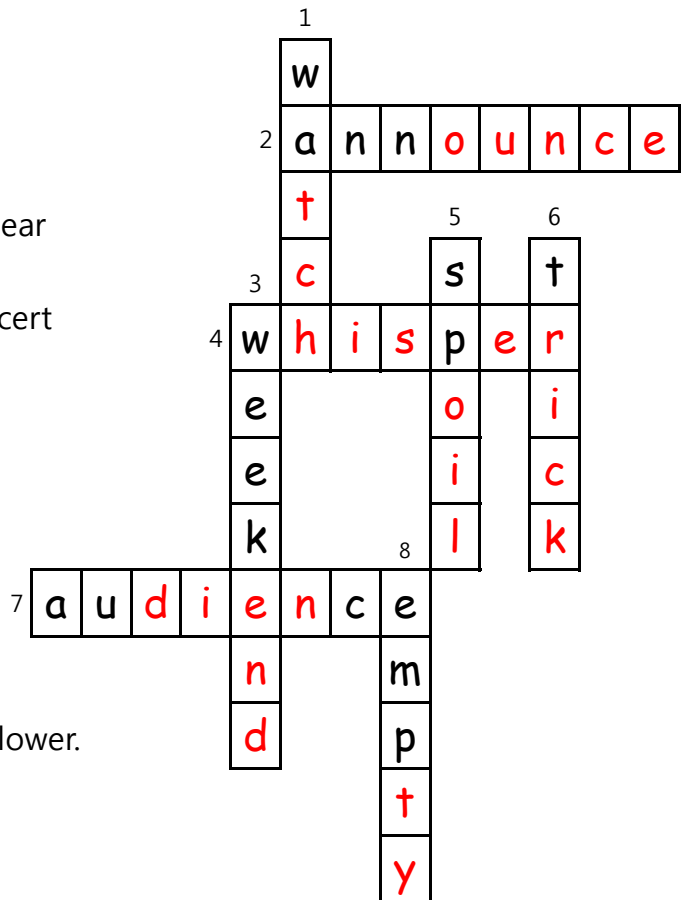 1
w
2 a n n o u n c e
t
ear
5 6
c s t
3
cert
4 w h i s p e r
e o i
e i c
k l k
8
7 a u d i e n c e
n m
d p
lower.
t
y